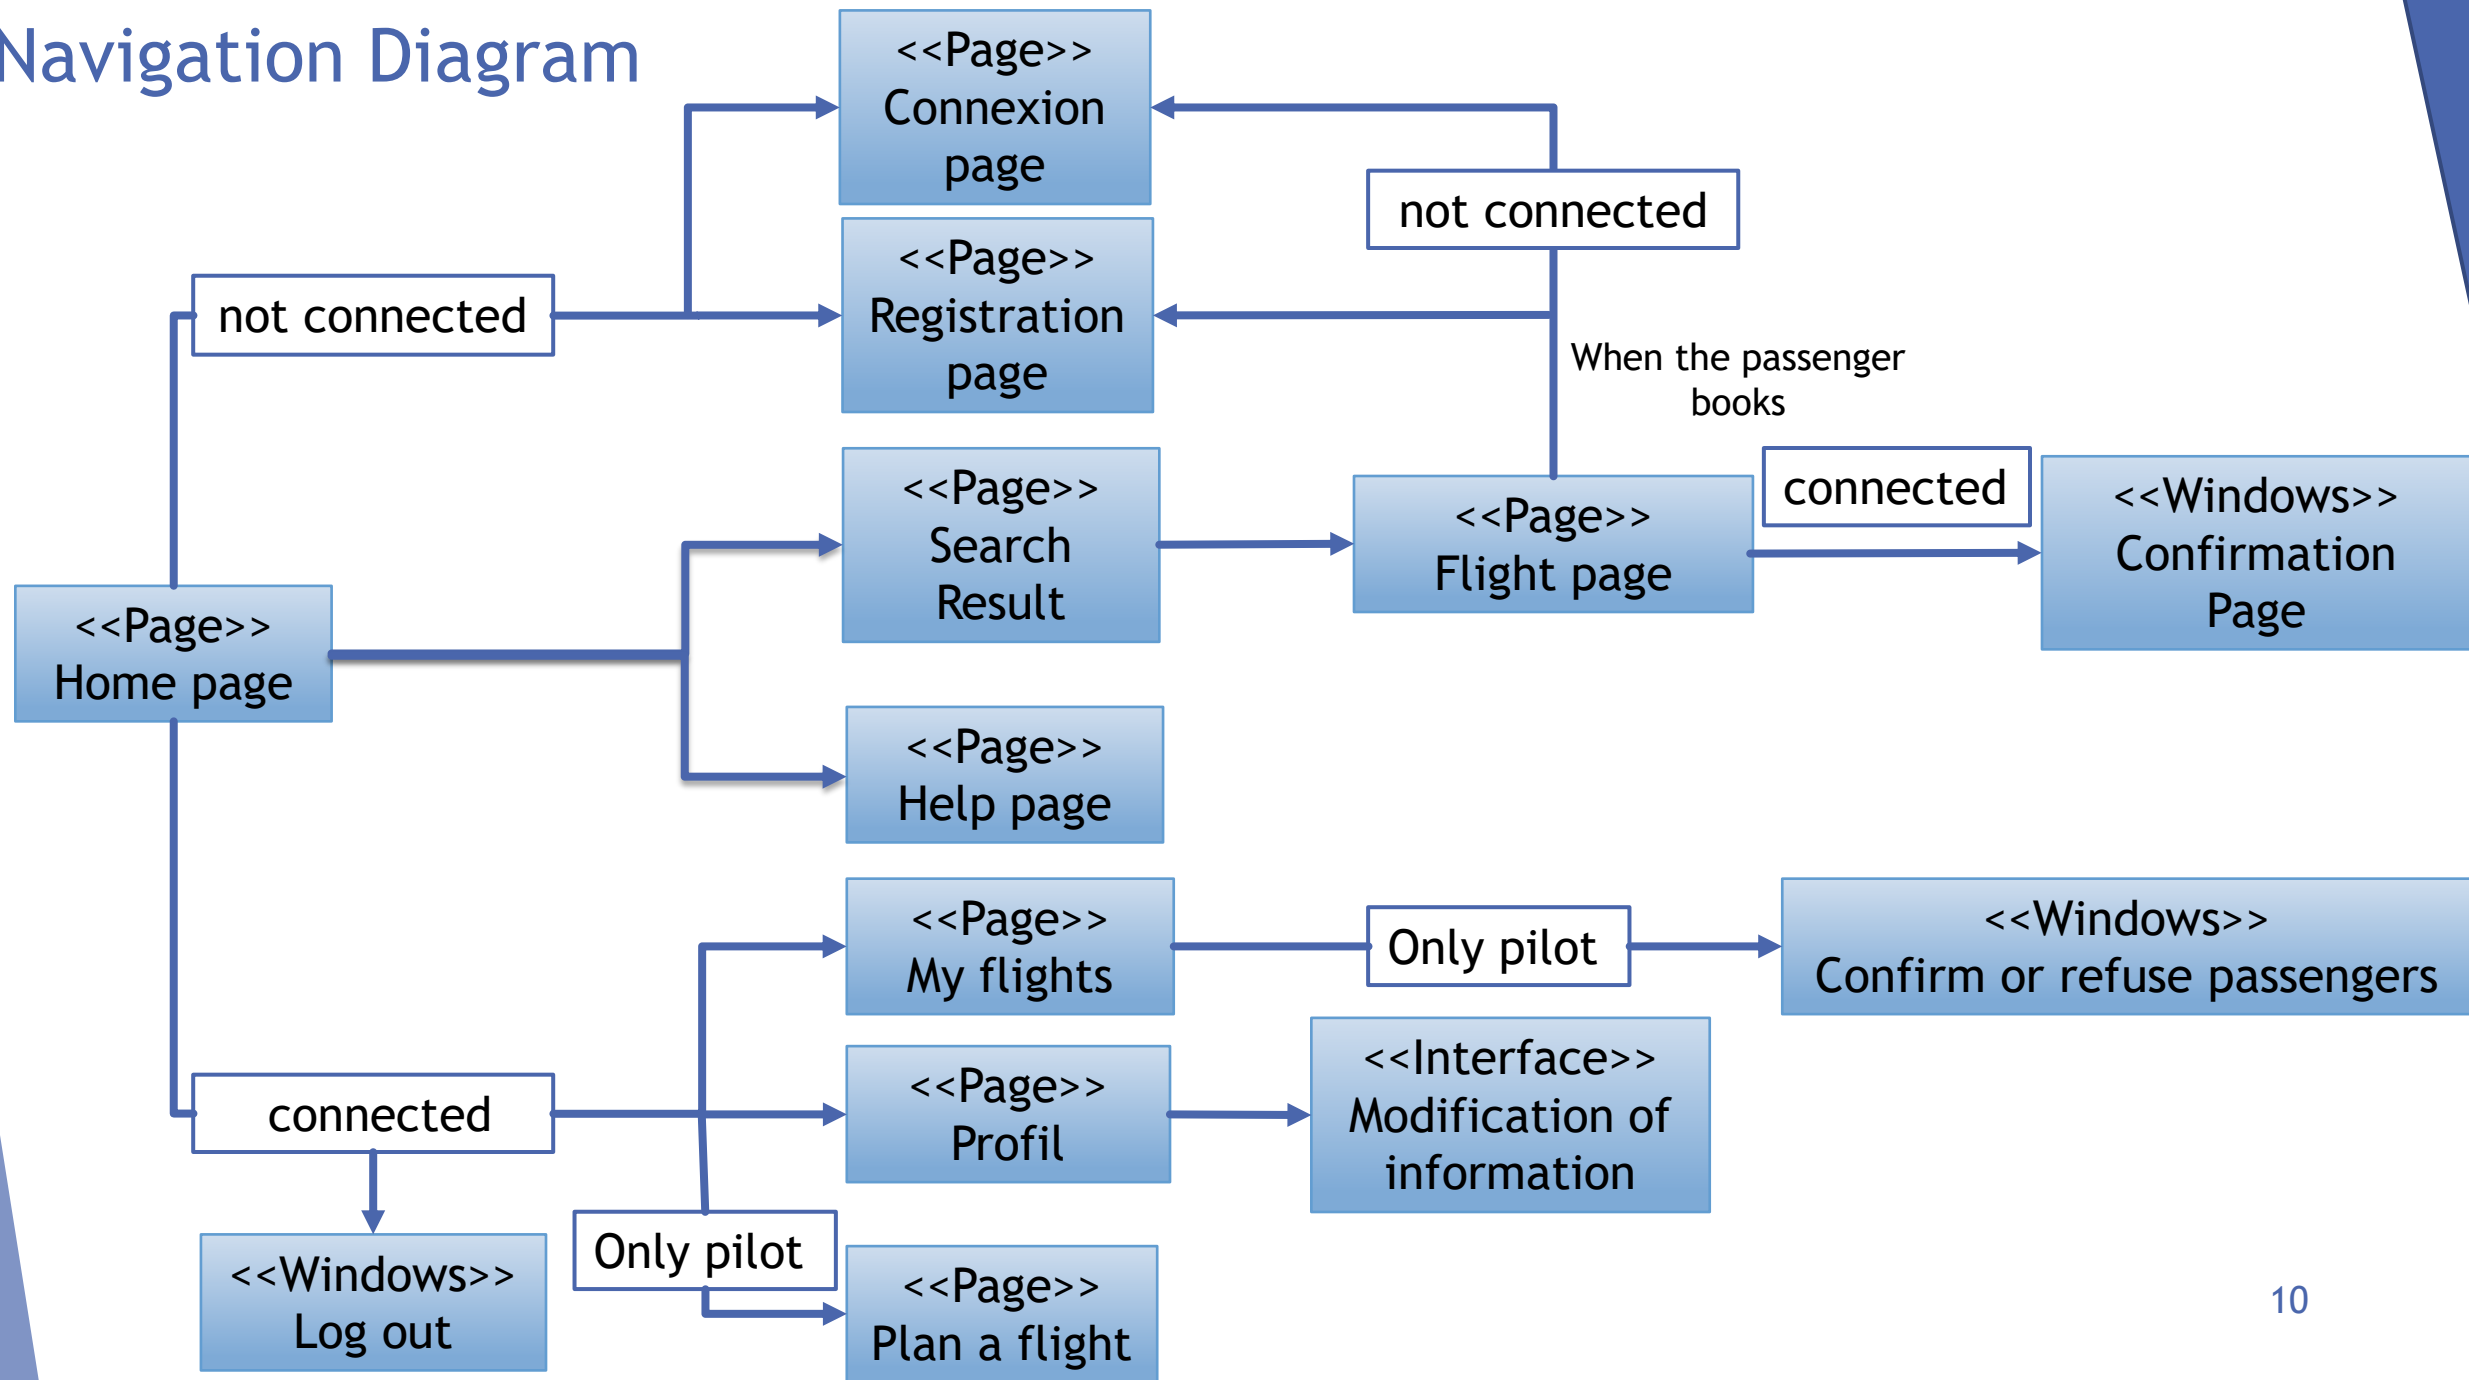 Navigation Diagram
<<Page>>
Connexion
page
not connected
<<Page>>
Registration
page
not connected
When the passenger
books
<<Page>>
Search
Result
<<Page>>
Flight page
connected
<<Windows>>
Confirmation
Page
<<Page>>
Home page
<<Page>>
Help page
<<Page>>
My flights
Only pilot
<<Windows>>
Confirm or refuse passengers
connected
<<Page>>
Profil
<<Interface>>
Modification of
information
<<Windows>>
Log out
Only pilot
<<Page>>
Plan a flight
10